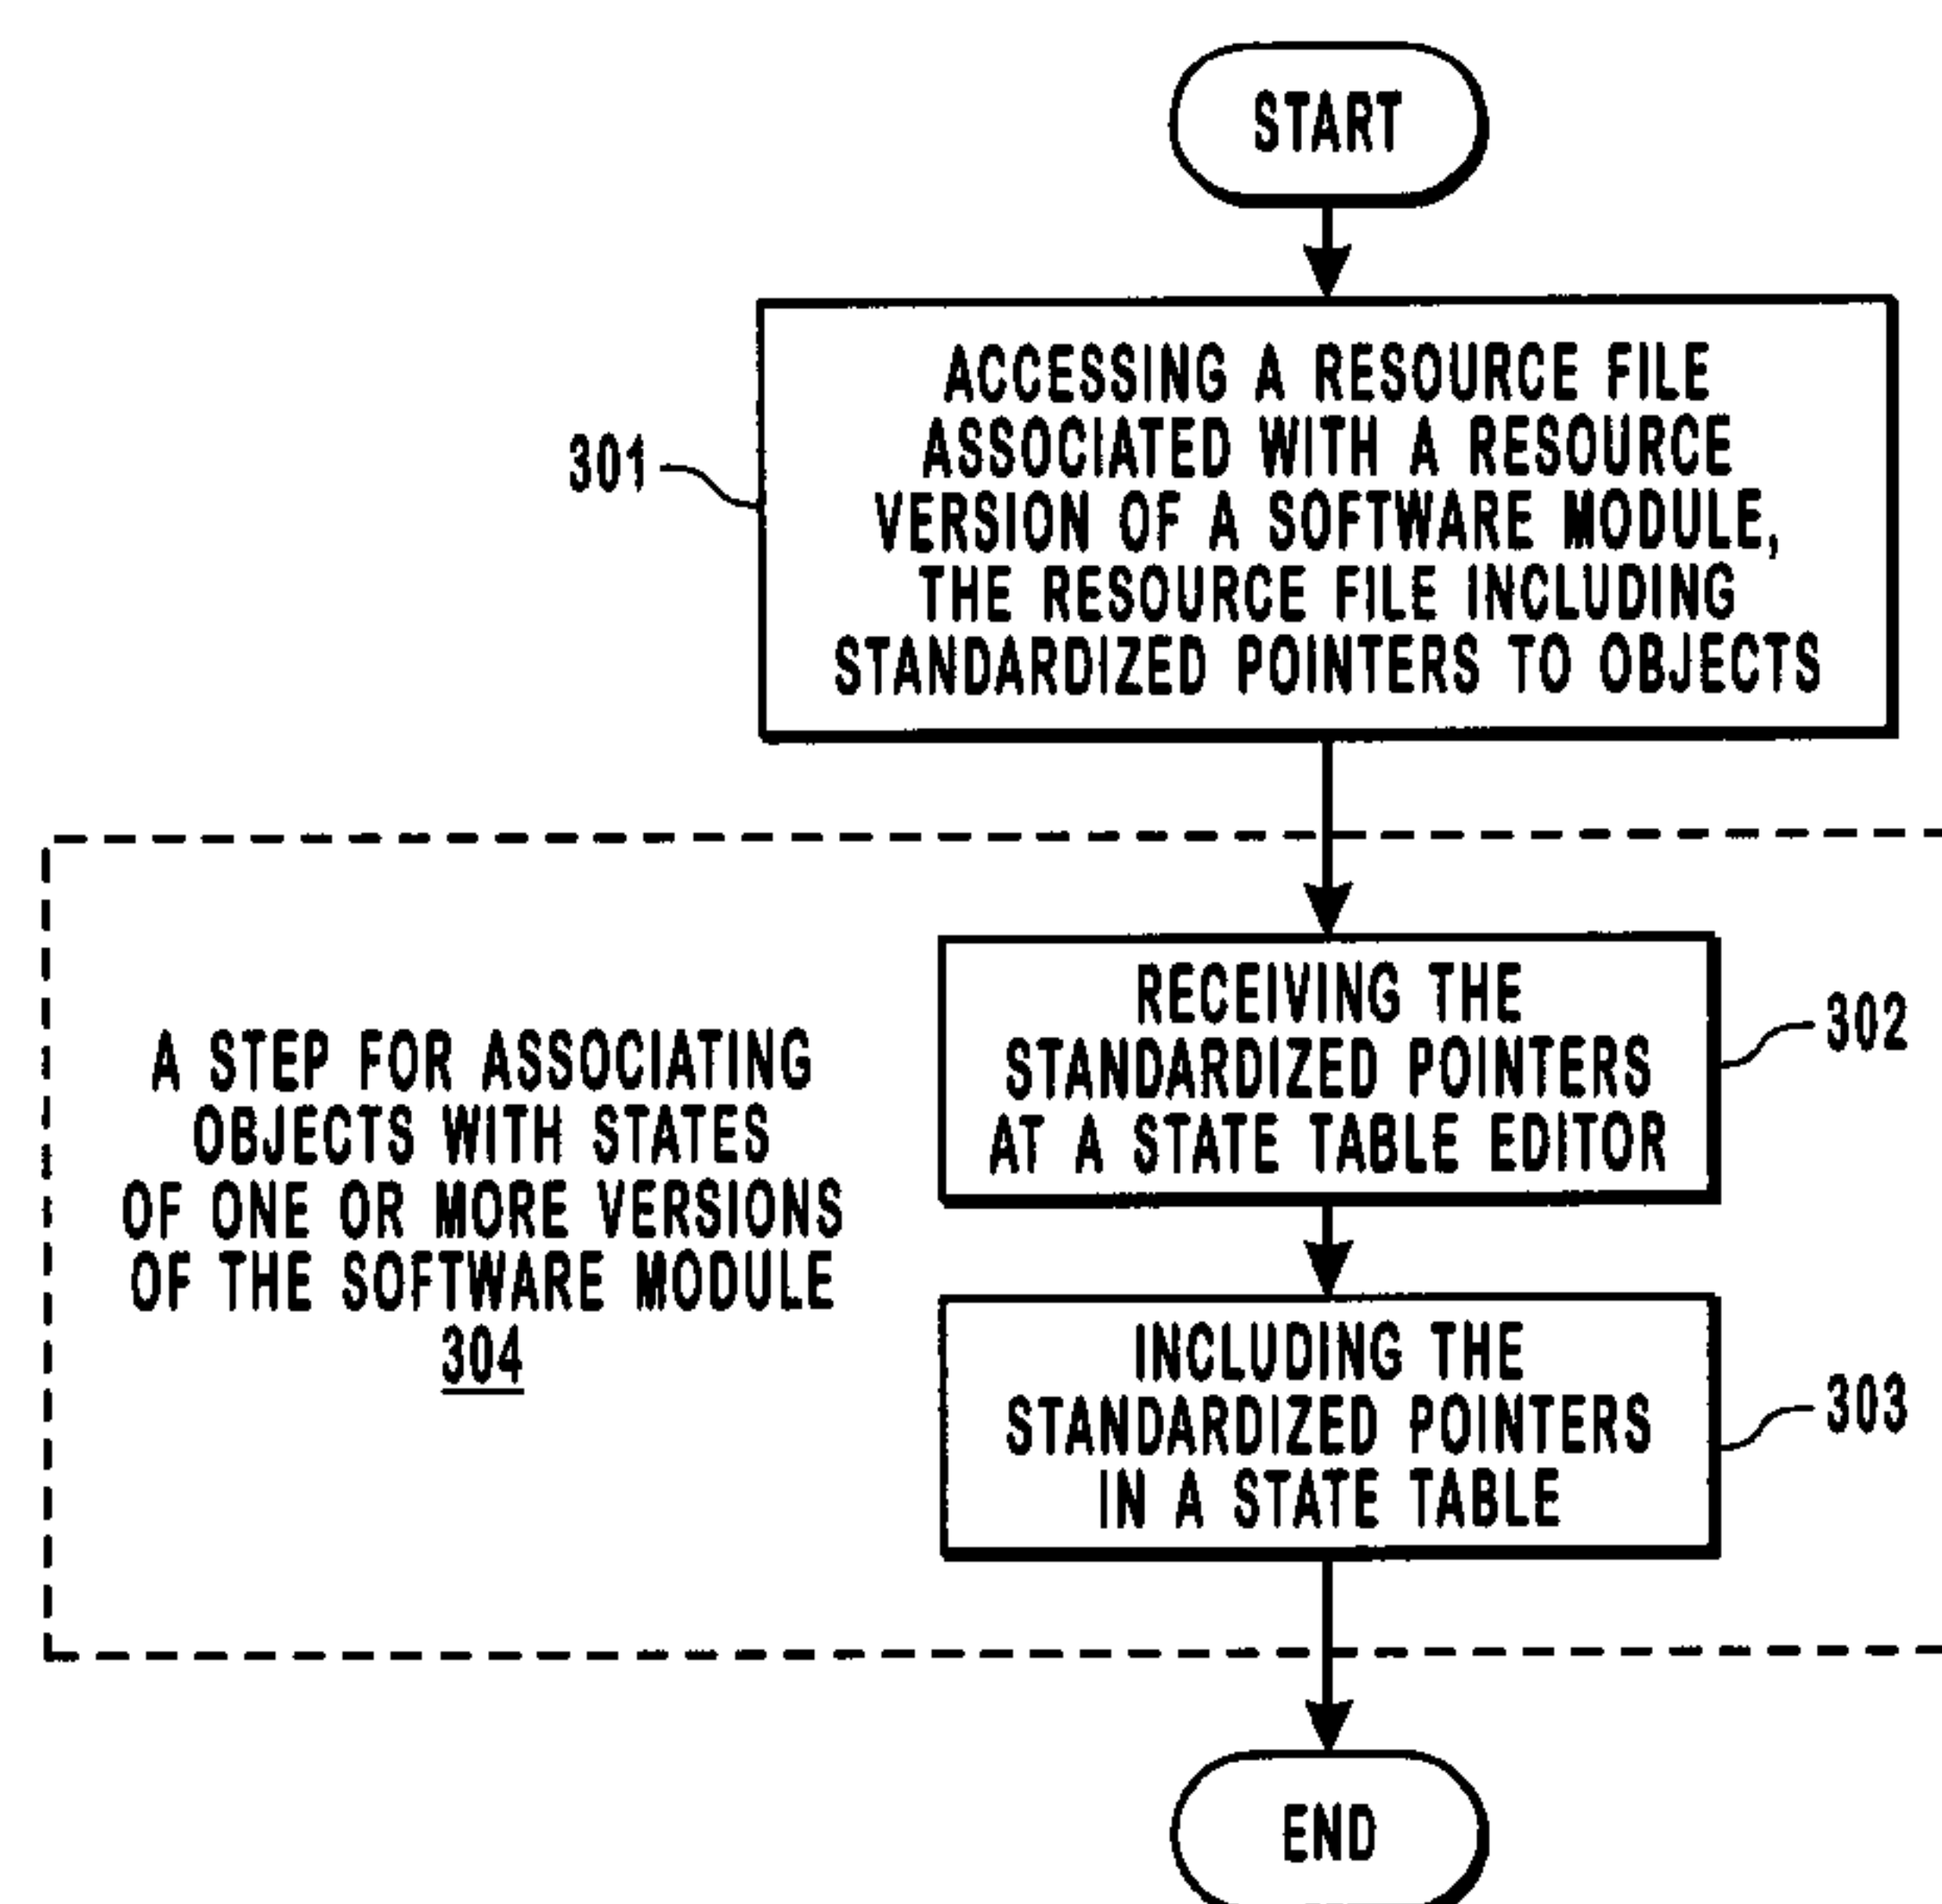 START
ACCESSING A RESOURCE FILE
ASSOCIATED WITH A RESOURCE
VERSION OF A SOFTWARE MODULE,
THE RESOURCE FILE INCLUDING
STANDARDIZED POINTERS TO OBJECTS
301
A STEP FOR ASSOCIATING
OBJECTS WITH STATES
OF ONE OR MORE VERSIONS
OF THE SOFTWARE MODULE
304
RECEIVING THE
STANDARDIZED POINTERS
AT A STATE TABLE EDITOR
302
INCLUDING THE
STANDARDIZED POINTERS
IN A STATE TABLE
303
END